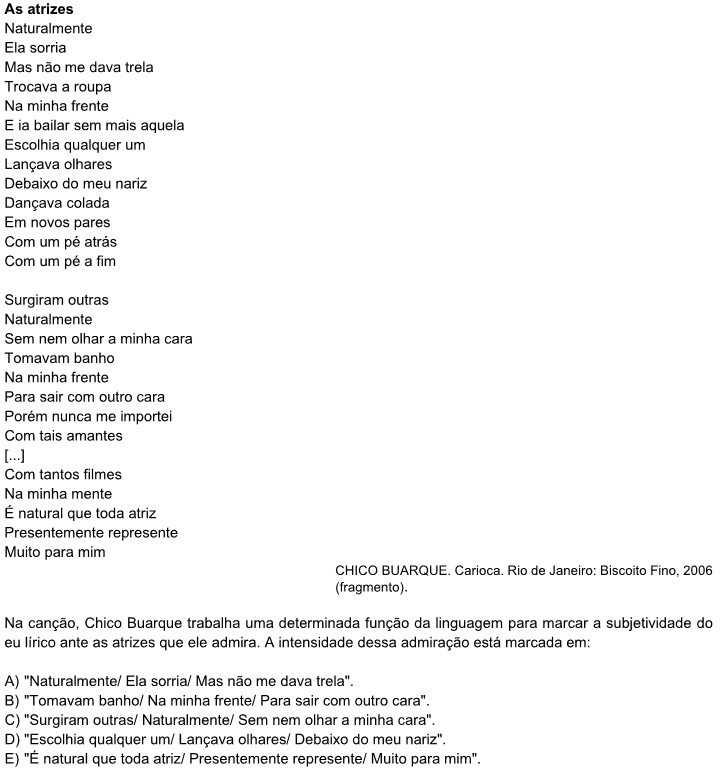 As atrizes
Naturalmente
Ela sorria
Mas não me dava trela
Trocava a roupa
Na minha frente
E ia bailar sem mais aquela
Escolhia qualquer um
Lançava olhares
Debaixo do meu nariz
Dançava colada
Em novos pares
Com um pé atrás
Com um pé a fim
Surgiram outras
Naturalmente
Sem nem olhar a minha cara
Tomavam banho
Na minha frente
Para sair com outro cara
Porém nunca me importei
Com tais amantes
[...]
Com tantos filmes
Na minha mente
É natural que toda atriz
Presentemente represente
Muito para mim
CHICO BUARQUE. Carioca. Rio de Janeiro: Biscoito Fino, 2006
(fragmento).
Na canção, Chico Buarque trabalha uma determinada função da linguagem para marcar a subjetividade do
eu lírico ante as atrizes que ele admira. A intensidade dessa admiração está marcada em:
A) "Naturalmente/ Ela sorria/ Mas não me dava trela".
B) "Tomavam banho/ Na minha frente/ Para sair com outro cara".
C) "Surgiram outras/ Naturalmente/ Sem nem olhar a minha cara".
D) "Escolhia qualquer um/ Lançava olhares/ Debaixo do meu nariz".
E) "É natural que toda atriz/ Presentemente represente/ Muito para mim".